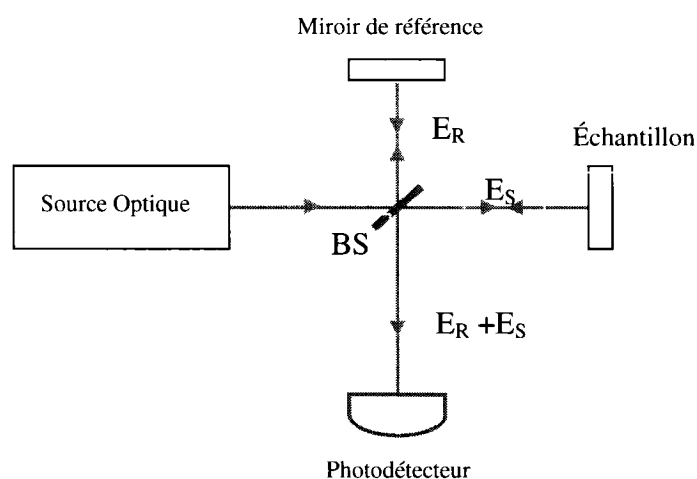 Miroir de référence
E_R
Échantillon
Source Optique
E_S
BS
E_R +E_S
Photodétecteur